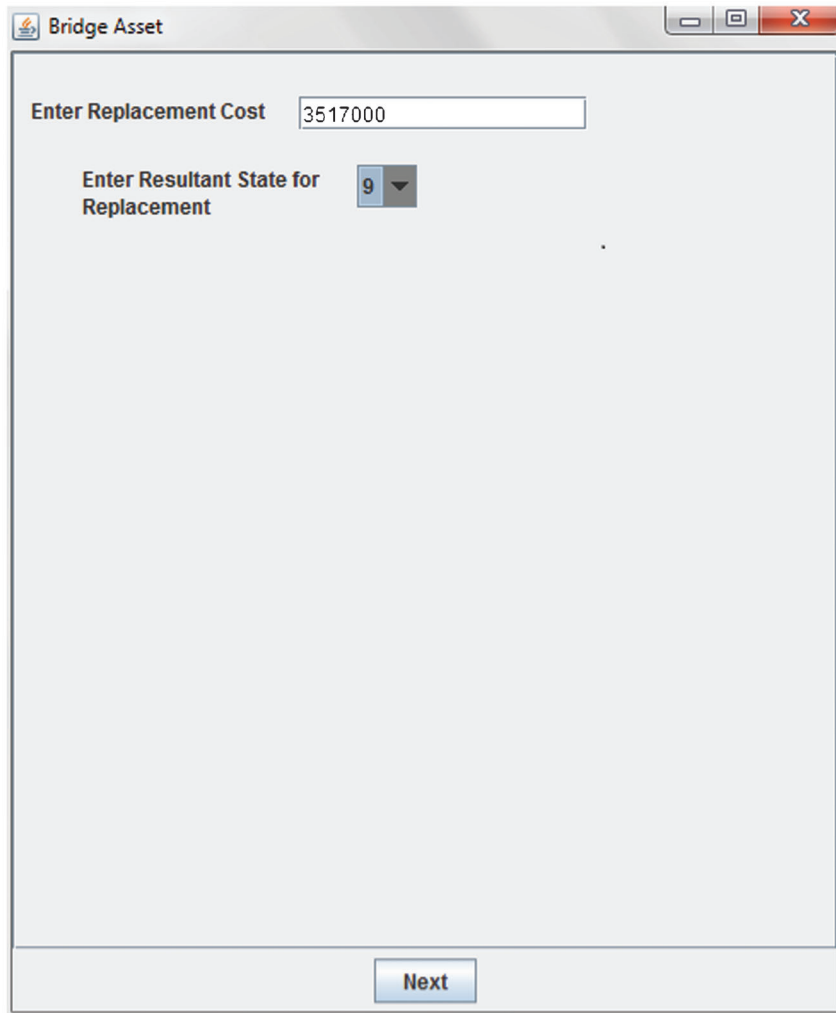 Bridge Asset
Enter Replacement Cost 3517000
Enter Resultant State for 9
Replacement
Next